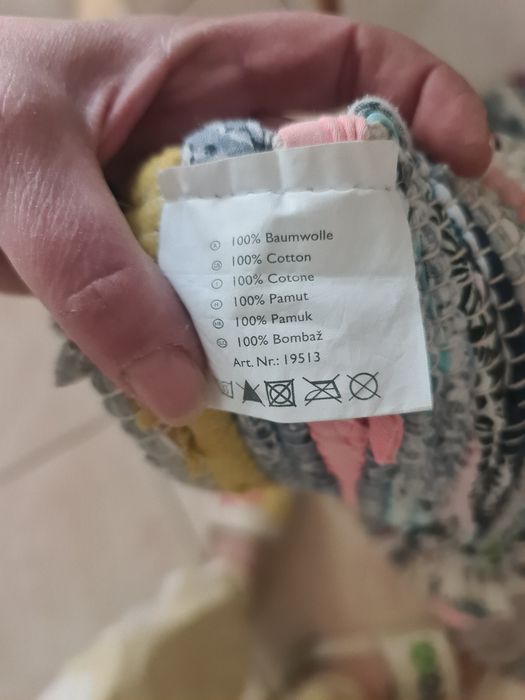 100% Baumwolle
100% Cotton
100% Cotone
100% Pamut
100% Pamuk
100% Bombaž
Art. Nr.: 19513